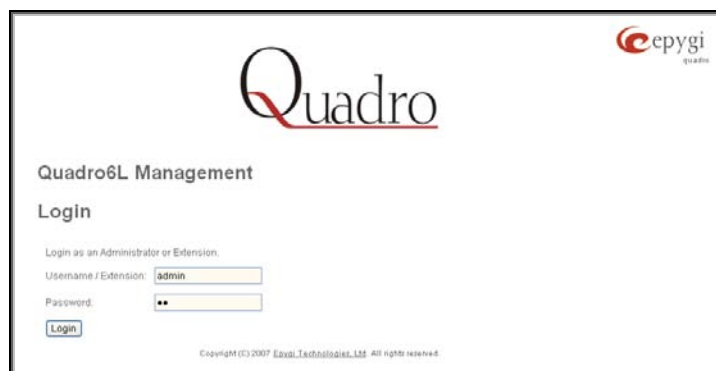 epygi
quadro
Quadro
Quadro6L Management
Login
Login as an Administrator or Extension.
Username / Extension: admin
Password: ••
Login
Copyright (C) 2007 Epygi Technologies, Ltd. All rights reserved.